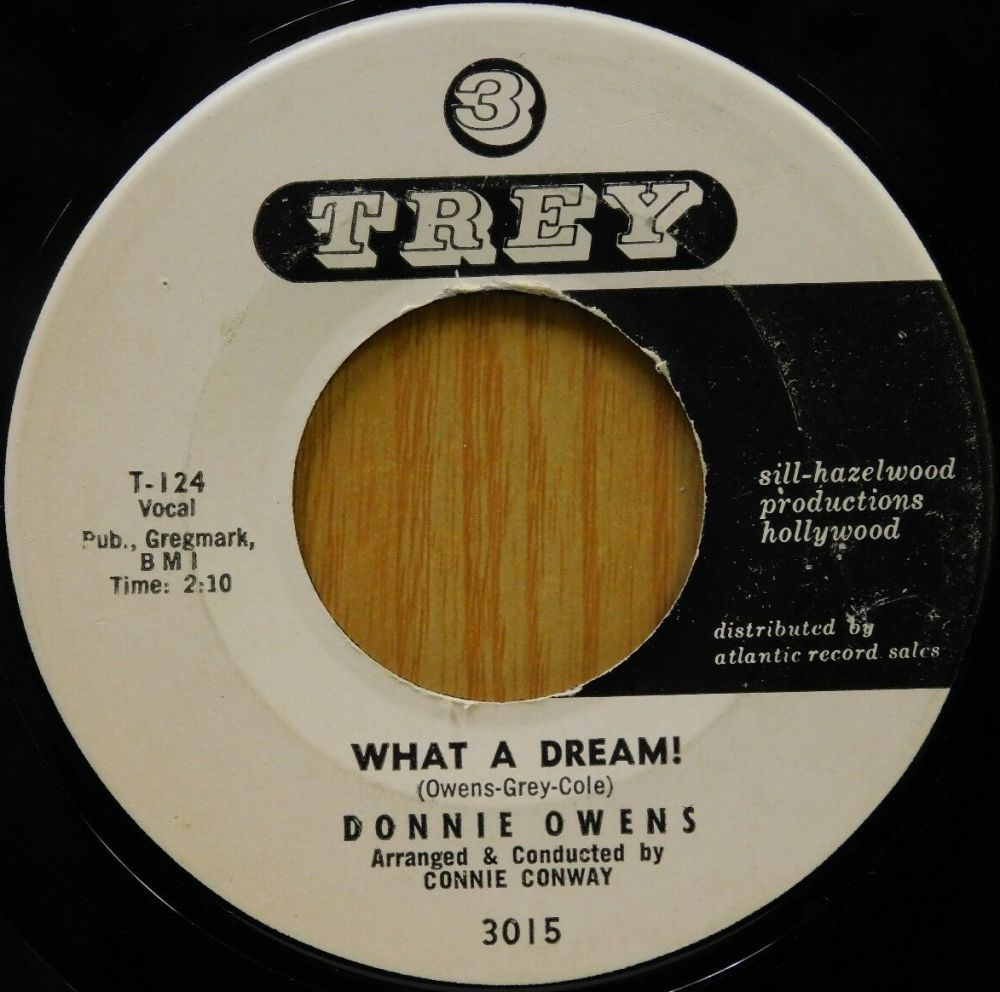 3
TREY
T-124
Vocal
Pub., Gregmark,
BMI
Time: 2:10
sill-hazelwood
productions
hollywood
distributed by
atlantic record sales
WHAT A DREAM!
(Owens-Grey-Cole)
DONNIE OWENS
Arranged & Conducted by
CONNIE CONWAY
3015